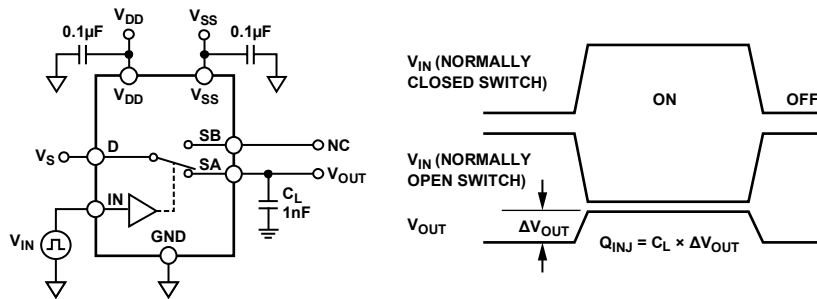 VDD
VSS
0.1µF
0.1µF
VDD
VSS
SB
NC
VS
D
SA
VOUT
IN
CL
1nF
VIN
GND
VIN (NORMALLY
CLOSED SWITCH)
ON
OFF
VIN (NORMALLY
OPEN SWITCH)
VOUT
ΔVOUT
QINJ = CL × ΔVOUT